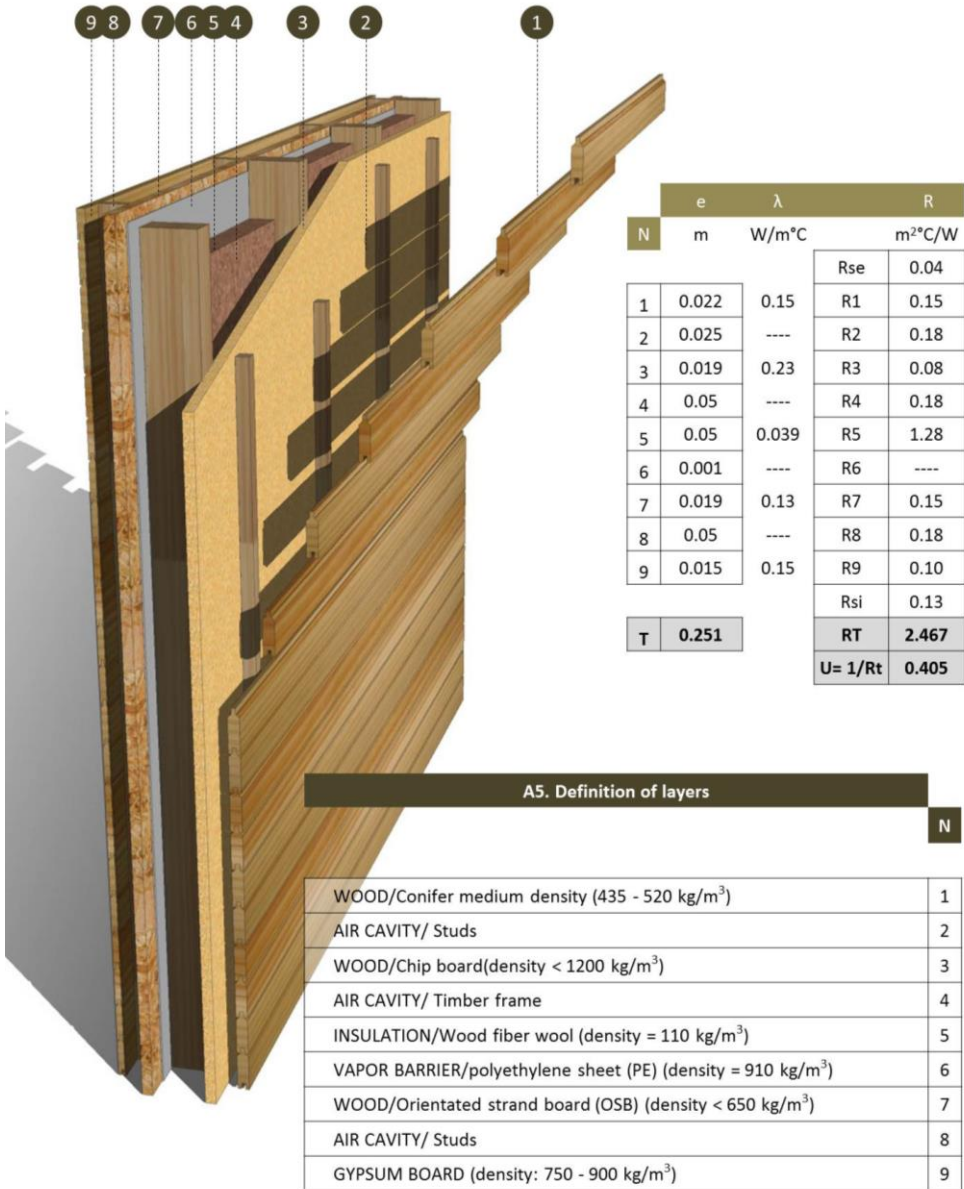 9 8 7 6 5 4 3 2 1
e λ R
N m W/m°C m²°C/W
Rse 0.04
1 0.022 0.15 R1 0.15
2 0.025 ---- R2 0.18
3 0.019 0.23 R3 0.08
4 0.05 ---- R4 0.18
5 0.05 0.039 R5 1.28
6 0.001 ---- R6 ----
7 0.019 0.13 R7 0.15
8 0.05 ---- R8 0.18
9 0.015 0.15 R9 0.10
Rsi 0.13
T 0.251 RT 2.467
U= 1/Rt 0.405
A5. Definition of layers
N
WOOD/Conifer medium density (435 - 520 kg/m³) 1
AIR CAVITY/ Studs 2
WOOD/Chip board(density < 1200 kg/m³) 3
AIR CAVITY/ Timber frame 4
INSULATION/Wood fiber wool (density = 110 kg/m³) 5
VAPOR BARRIER/polyethylene sheet (PE) (density = 910 kg/m³) 6
WOOD/Orientated strand board (OSB) (density < 650 kg/m³) 7
AIR CAVITY/ Studs 8
GYPSUM BOARD (density: 750 - 900 kg/m³) 9